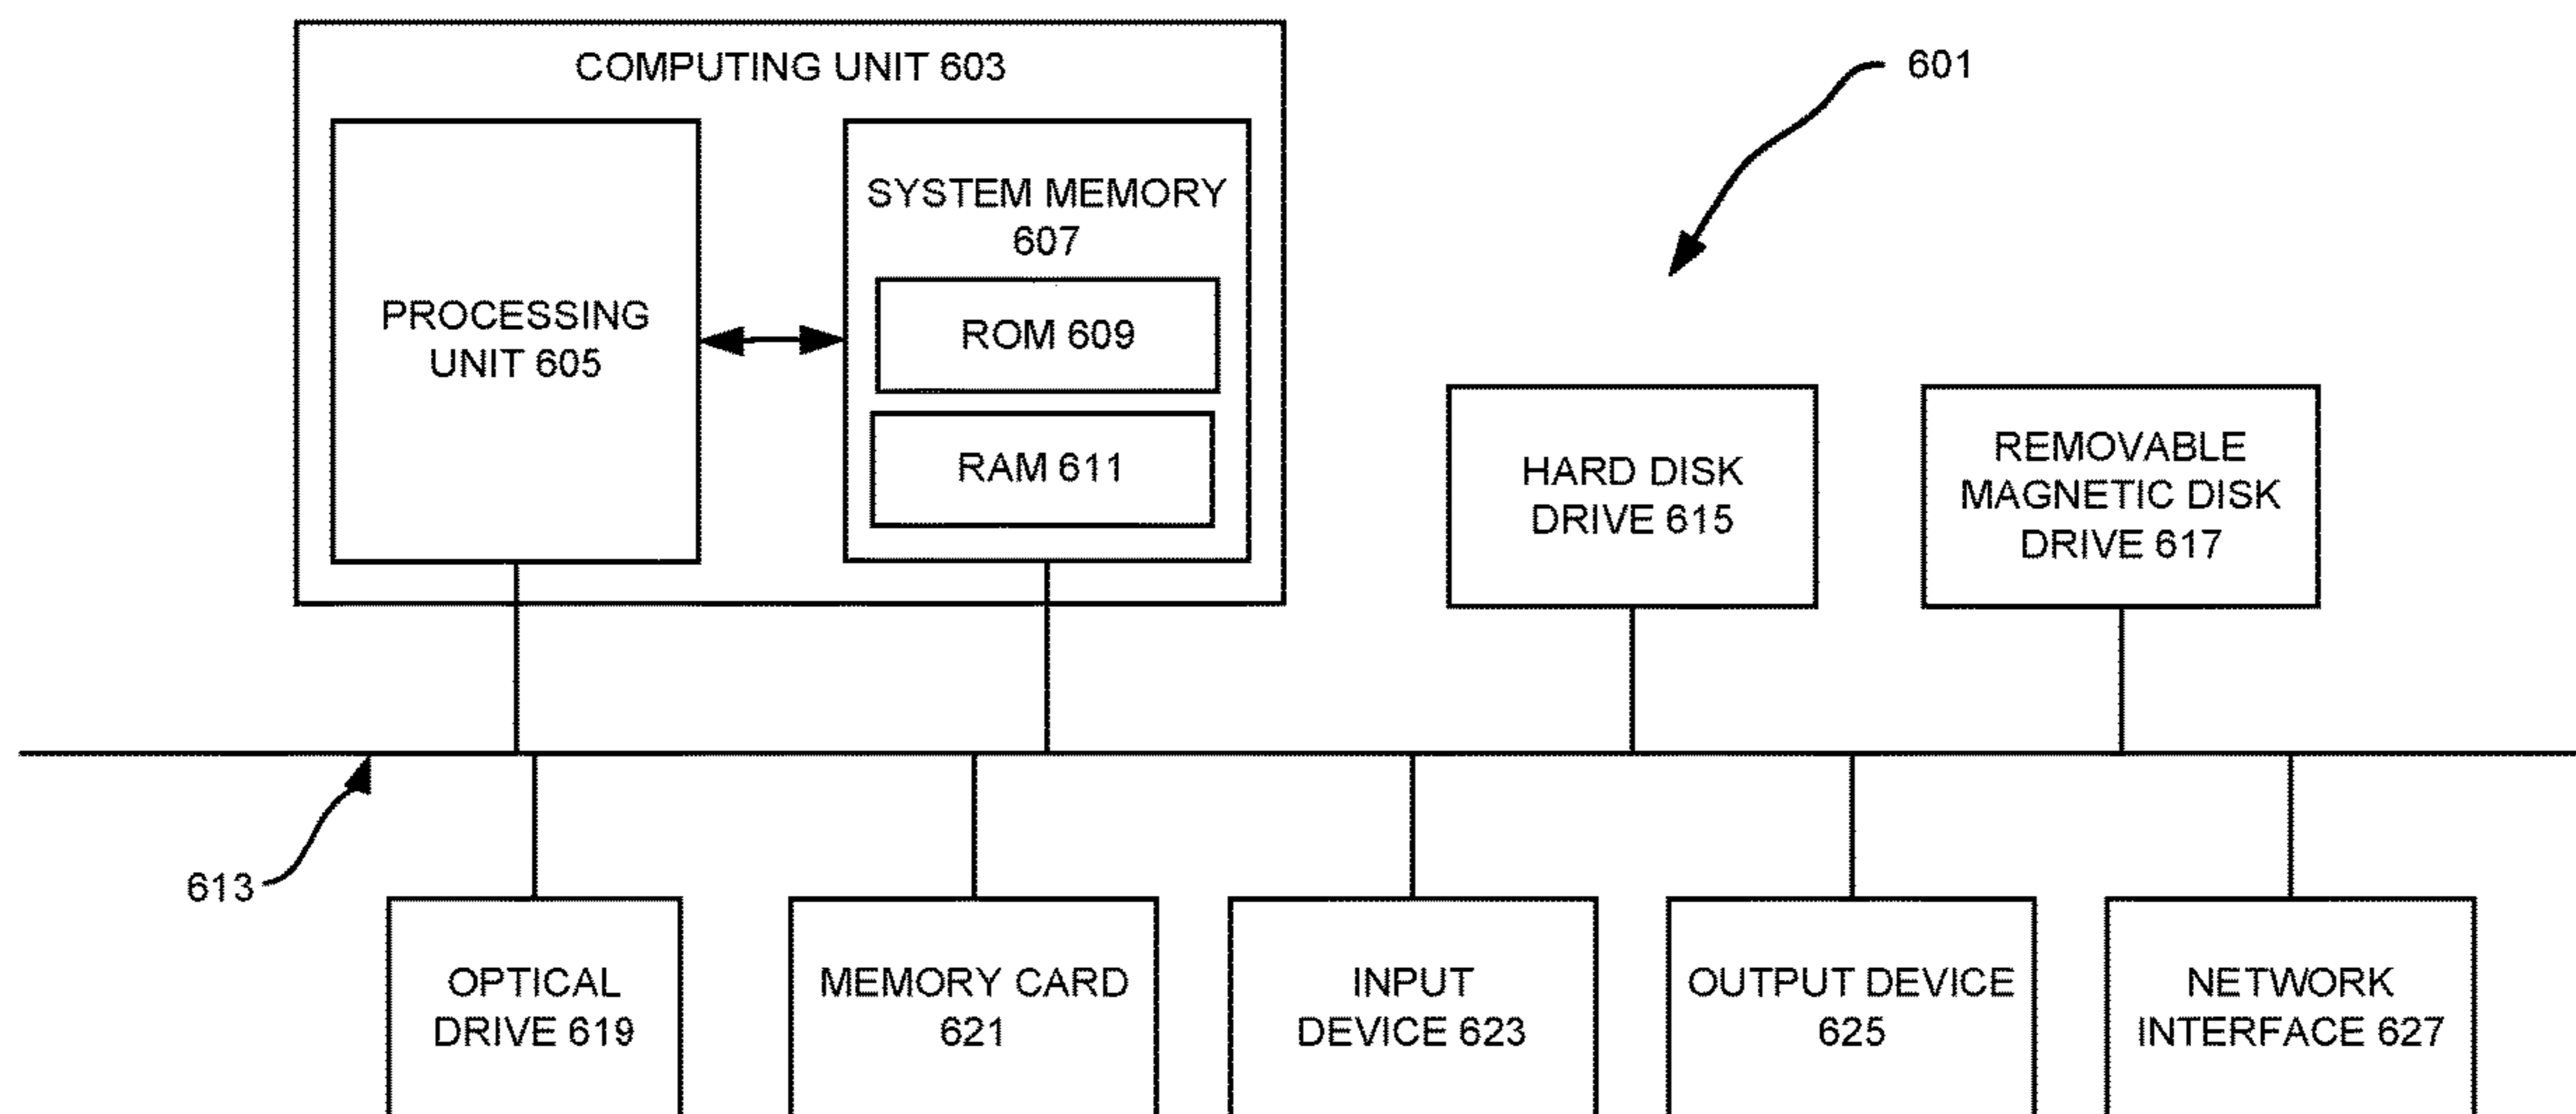 COMPUTING UNIT 603
601
SYSTEM MEMORY
607
PROCESSING
UNIT 605
ROM 609
RAM 611
HARD DISK
DRIVE 615
REMOVABLE
MAGNETIC DISK
DRIVE 617
613
OPTICAL
DRIVE 619
MEMORY CARD
621
INPUT
DEVICE 623
OUTPUT DEVICE
625
NETWORK
INTERFACE 627